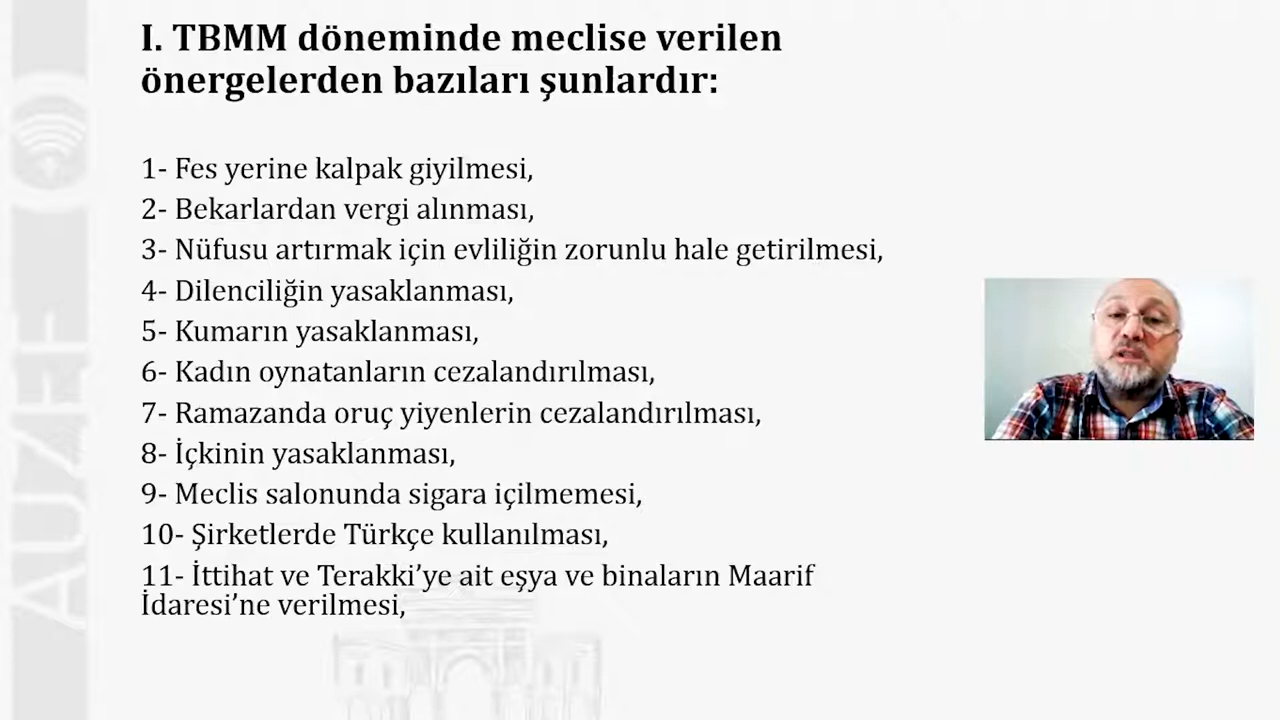 I. TBMM döneminde meclise verilen
önergelerden bazıları şunlardır:
1- Fes yerine kalpak giyilmesi,
2- Bekarlardan vergi alınması,
3- Nüfusu artırmak için evliliğin zorunlu hale getirilmesi,
4- Dilenciliğin yasaklanması,
5- Kumarın yasaklanması,
6- Kadın oynatanların cezalandırılması,
7- Ramazanda oruç yiyenlerin cezalandırılması,
8- İçkinin yasaklanması,
9- Meclis salonunda sigara içilmemesi,
10- Şirketlerde Türkçe kullanılması,
11- İttihat ve Terakki’ye ait eşya ve binaların Maarif
İdaresi’ne verilmesi,
AUZEF